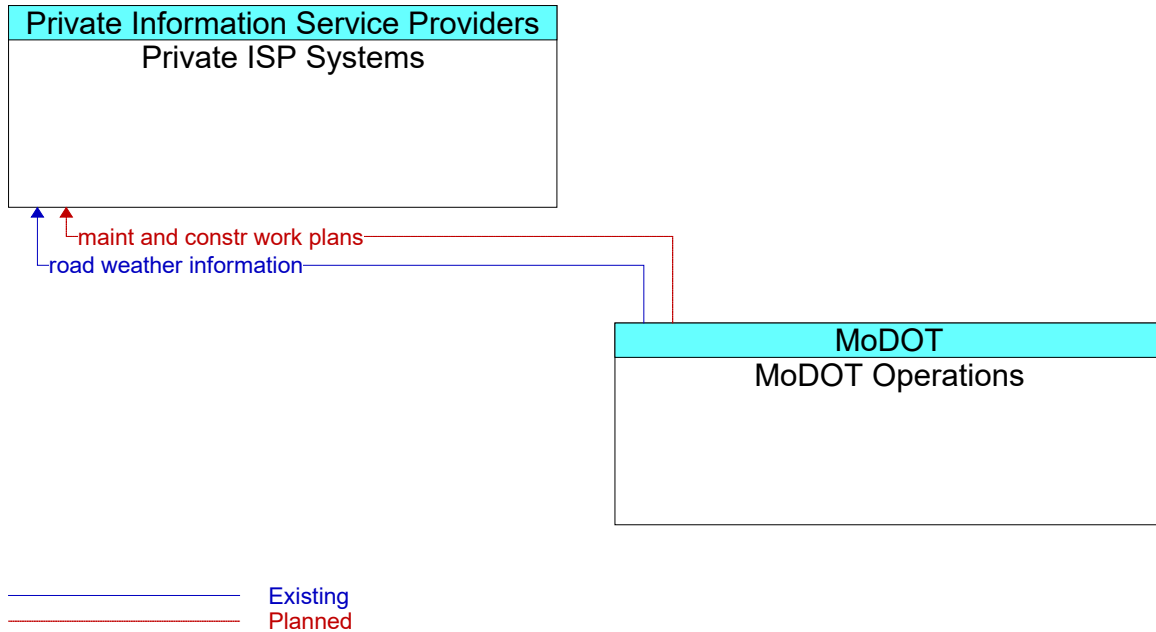 Private Information Service Providers
Private ISP Systems
maint and constr work plans
road weather information
MoDOT
MoDOT Operations
Existing
Planned